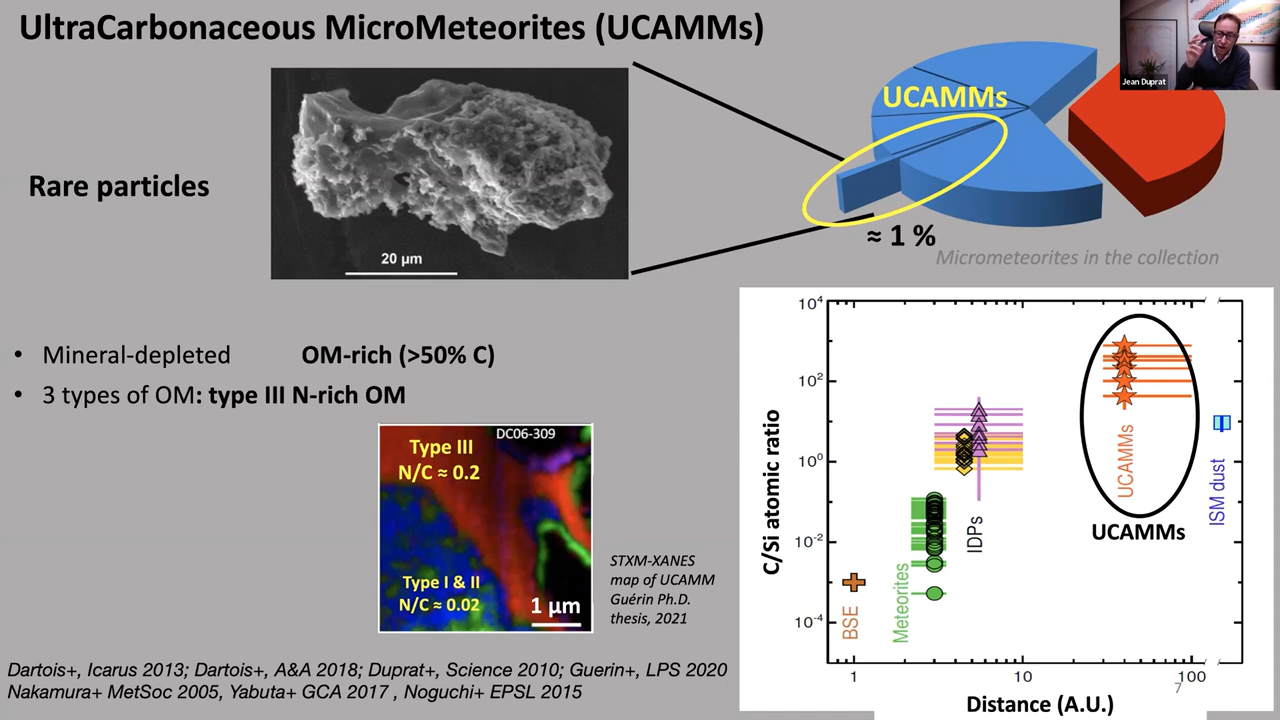 UltraCarbonaceous MicroMeteorites (UCAMMs)
Jean Duprat
UCAMMs
Rare particles
20 µm
≈ 1 %
Micrometeorites in the collection
• Mineral-depleted OM-rich (>50% C)
• 3 types of OM: type III N-rich OM
DC06-309
Type III
N/C ≈ 0.2
Type I & II
N/C ≈ 0.02
1 µm
STXM-XANES
map of UCAMM
Guérin Ph.D.
thesis, 2021
C/Si atomic ratio
10⁴
10²
10⁰
10⁻²
10⁻⁴
BSE
Meteorites
IDPs
UCAMMs
UCAMMs
ISM dust
1
10
100
7
Distance (A.U.)
Dartois+, Icarus 2013; Dartois+, A&A 2018; Duprat+, Science 2010; Guerin+, LPS 2020
Nakamura+ MetSoc 2005, Yabuta+ GCA 2017 , Noguchi+ EPSL 2015